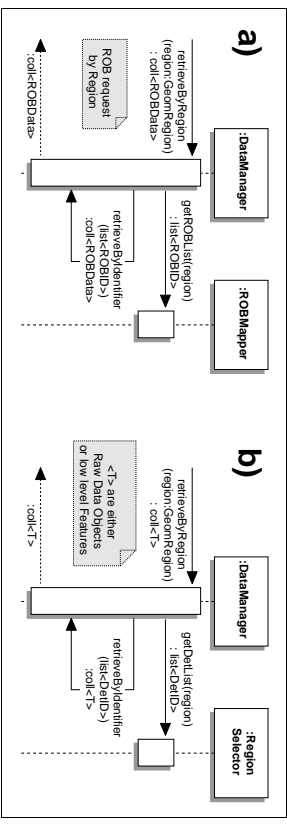 a)
:DataManager
:ROBMapper
retrieveByRegion
(region:GeomRegion)
: coll<ROBData>
getROBList(region)
: list<ROBID>
ROB request
by Region
retrieveByIdentifier
(list<ROBID>)
:coll<ROBData>
:coll<ROBData>
b)
:DataManager
:Region
Selector
retrieveByRegion
(region:GeomRegion)
: coll<T>
getDetList(region)
: list<DetID>
<T> are either
Raw Data Objects
or low level Features
retrieveByIdentifier
(list<DetID>)
:coll<T>
:coll<T>